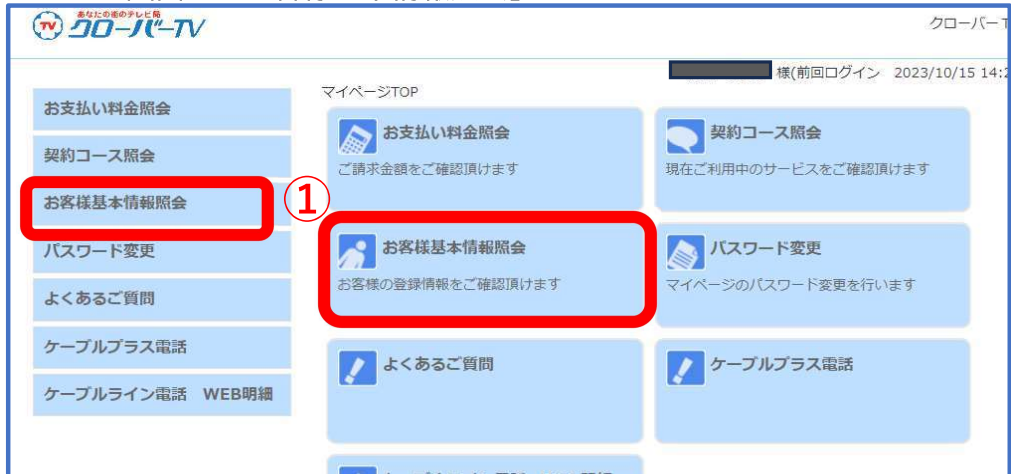 あなたの街のテレビ局
TV クローバーTV
クローバーT
様(前回ログイン 2023/10/15 14:2
マイページTOP
お支払い料金照会
契約コース照会
お客様基本情報照会
パスワード変更
よくあるご質問
ケーブルプラス電話
ケーブルライン電話 WEB明細
①
お支払い料金照会
ご請求金額をご確認頂けます
契約コース照会
現在ご利用中のサービスをご確認頂けます
お客様基本情報照会
お客様の登録情報をご確認頂けます
パスワード変更
マイページのパスワード変更を行います
よくあるご質問
ケーブルプラス電話